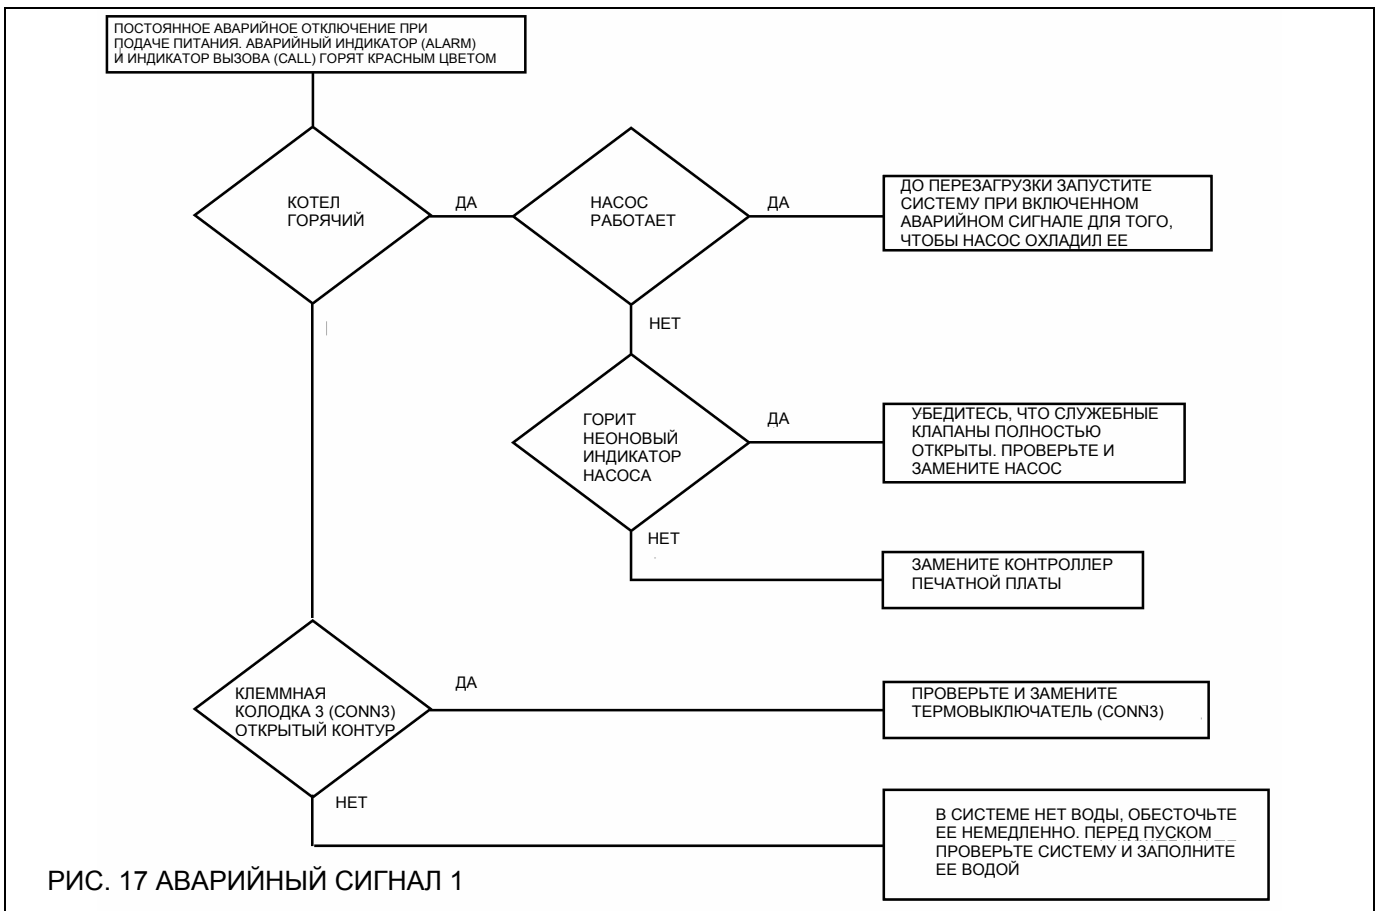 ПОСТОЯННОЕ АВАРИЙНОЕ ОТКЛЮЧЕНИЕ ПРИ
ПОДАЧЕ ПИТАНИЯ. АВАРИЙНЫЙ ИНДИКАТОР (ALARM)
И ИНДИКАТОР ВЫЗОВА (CALL) ГОРЯТ КРАСНЫМ ЦВЕТОМ
КОТЕЛ
ГОРЯЧИЙ
ДА
НАСОС
РАБОТАЕТ
ДА
ДО ПЕРЕЗАГРУЗКИ ЗАПУСТИТЕ
СИСТЕМУ ПРИ ВКЛЮЧЕННОМ
АВАРИЙНОМ СИГНАЛЕ ДЛЯ ТОГО,
ЧТОБЫ НАСОС ОХЛАДИЛ ЕЕ
НЕТ
ГОРИТ
НЕОНОВЫЙ
ИНДИКАТОР
НАСОСА
ДА
УБЕДИТЕСЬ, ЧТО СЛУЖЕБНЫЕ
КЛАПАНЫ ПОЛНОСТЬЮ
ОТКРЫТЫ. ПРОВЕРЬТЕ И
ЗАМЕНИТЕ НАСОС
НЕТ
ЗАМЕНИТЕ КОНТРОЛЛЕР
ПЕЧАТНОЙ ПЛАТЫ
КЛЕММНАЯ
КОЛОДКА 3 (CONN3)
ОТКРЫТЫЙ КОНТУР
ДА
ПРОВЕРЬТЕ И ЗАМЕНИТЕ
ТЕРМОВЫКЛЮЧАТЕЛЬ (CONN3)
НЕТ
В СИСТЕМЕ НЕТ ВОДЫ, ОБЕСТОЧЬТЕ
ЕЕ НЕМЕДЛЕННО. ПЕРЕД ПУСКОМ
ПРОВЕРЬТЕ СИСТЕМУ И ЗАПОЛНИТЕ
ЕЕ ВОДОЙ
РИС. 17 АВАРИЙНЫЙ СИГНАЛ 1